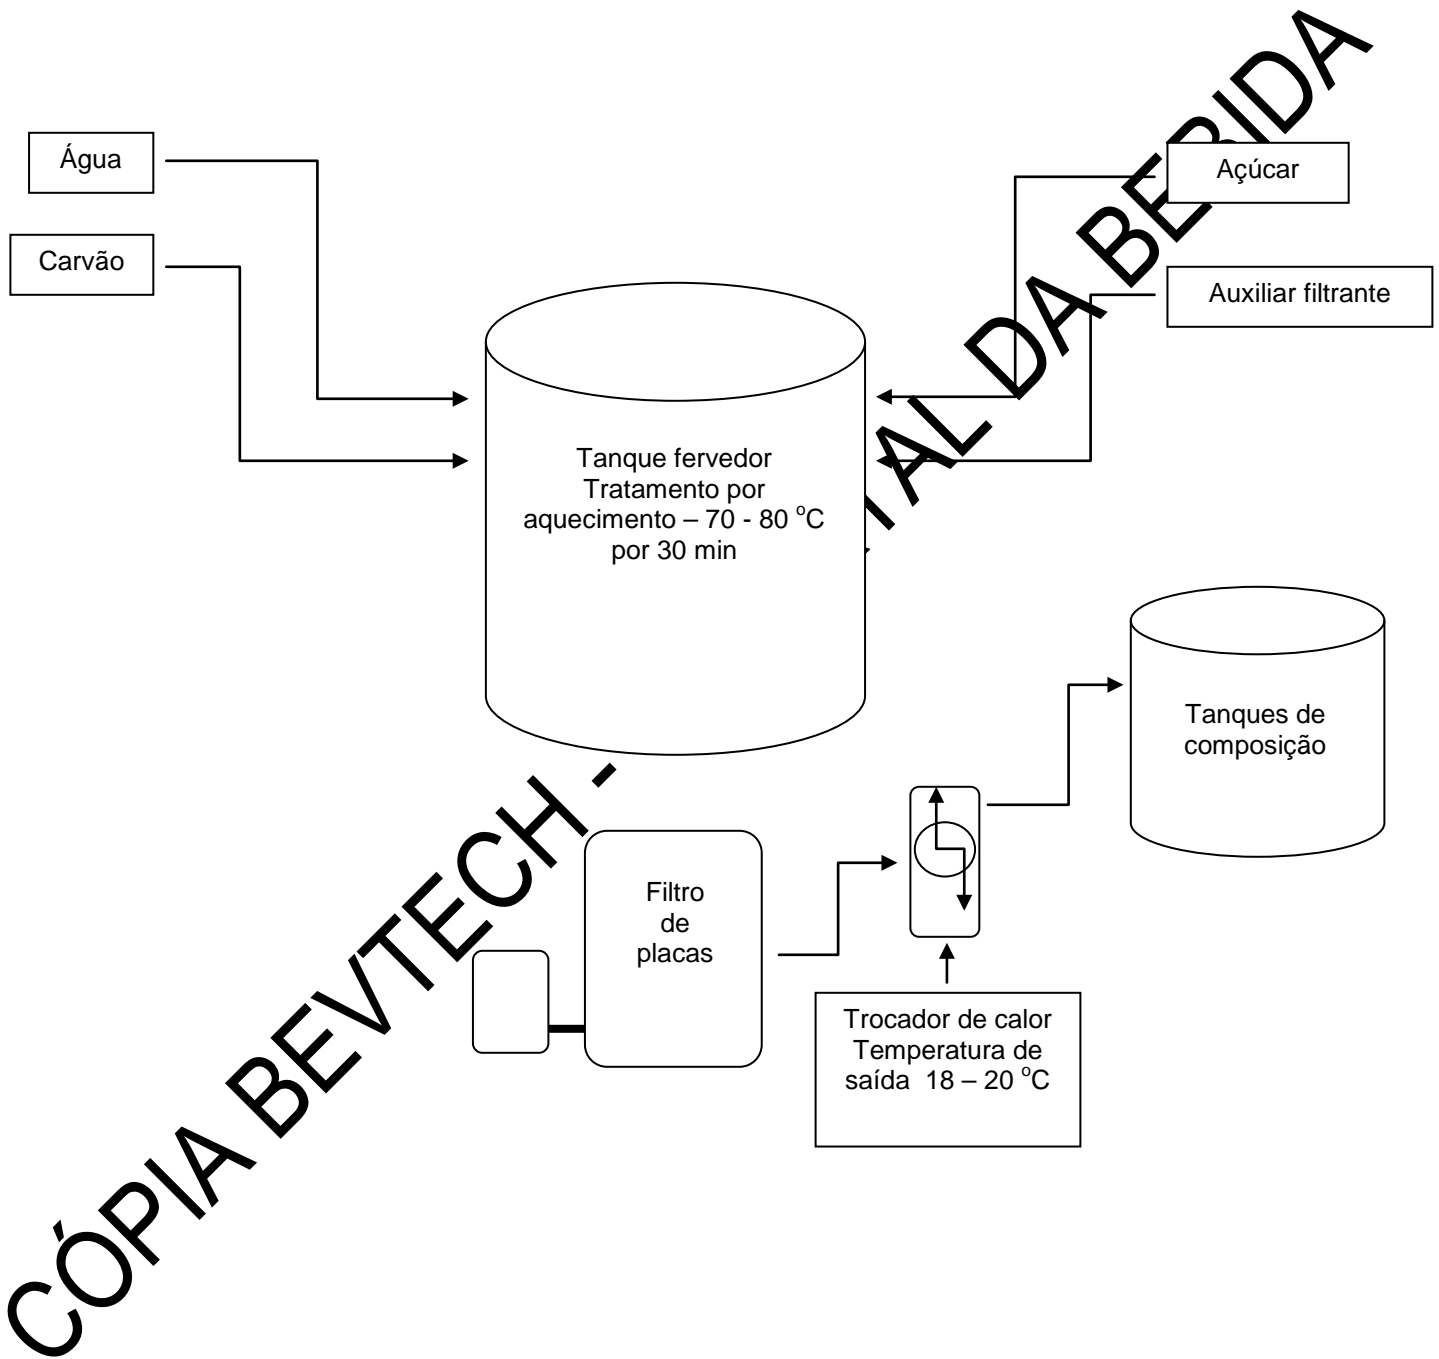 Água
Açúcar
Carvão
Auxiliar filtrante
Tanque fervedor
Tratamento por
aquecimento – 70 - 80 °C
por 30 min
Tanques de
composição
Filtro
de
placas
Trocador de calor
Temperatura de
saída 18 – 20 °C
CÓPIA BEVTECH - TAL DA BEBIDA